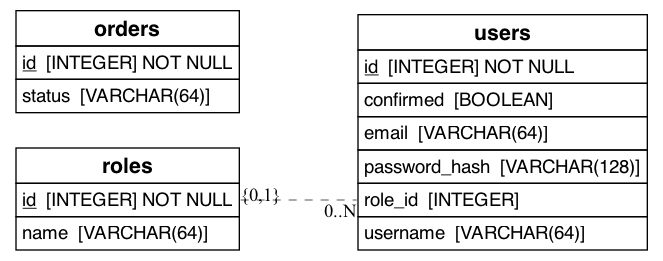 orders
id [INTEGER] NOT NULL
status [VARCHAR(64)]
roles
id [INTEGER] NOT NULL
name [VARCHAR(64)]
{0,1}
0..N
users
id [INTEGER] NOT NULL
confirmed [BOOLEAN]
email [VARCHAR(64)]
password_hash [VARCHAR(128)]
role_id [INTEGER]
username [VARCHAR(64)]